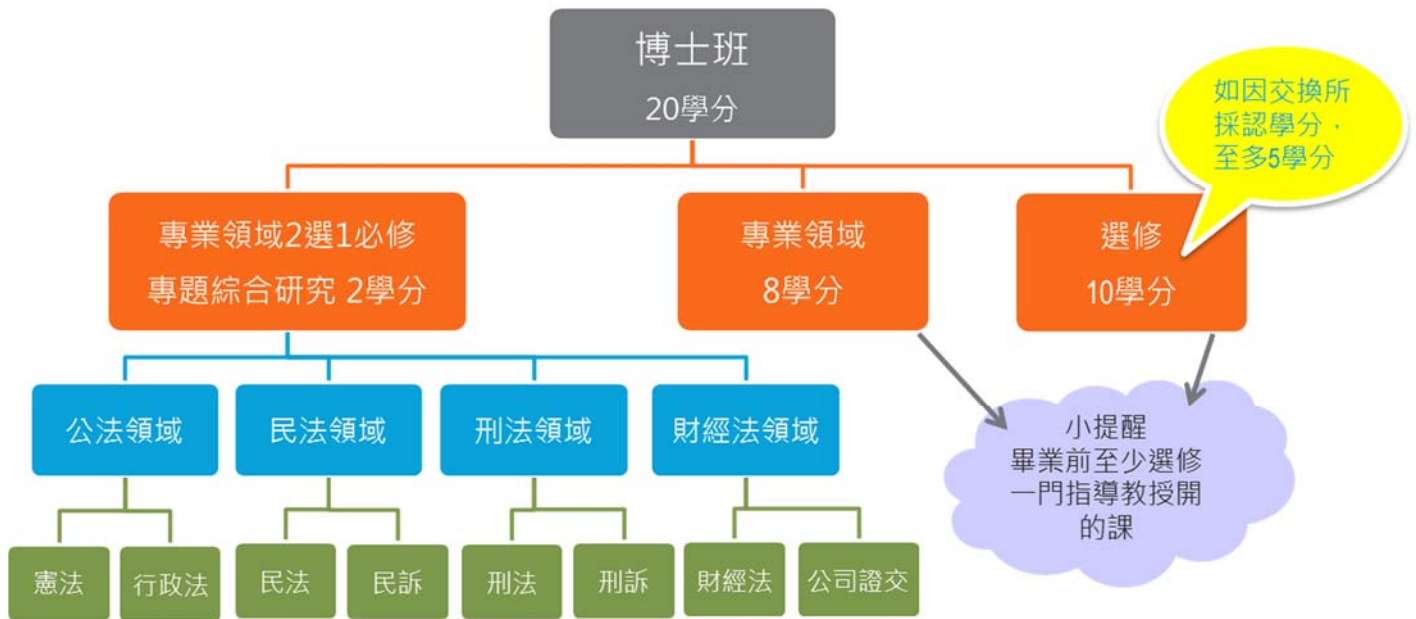 博士班
20學分
如因交換所
採認學分，
至多5學分
專業領域2選1必修
專題綜合研究 2學分
專業領域
8學分
選修
10學分
公法領域
民法領域
刑法領域
財經法領域
小提醒
畢業前至少選修
一門指導教授開
的課
憲法
行政法
民法
民訴
刑法
刑訴
財經法
公司證交